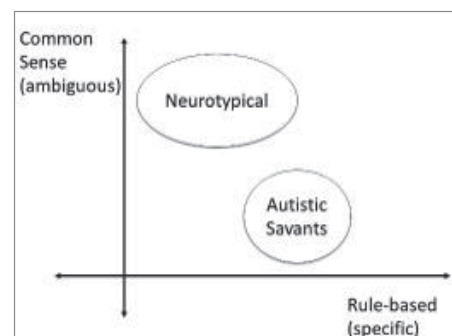 Common
Sense
(ambiguous)
Neurotypical
Autistic
Savants
Rule-based
(specific)